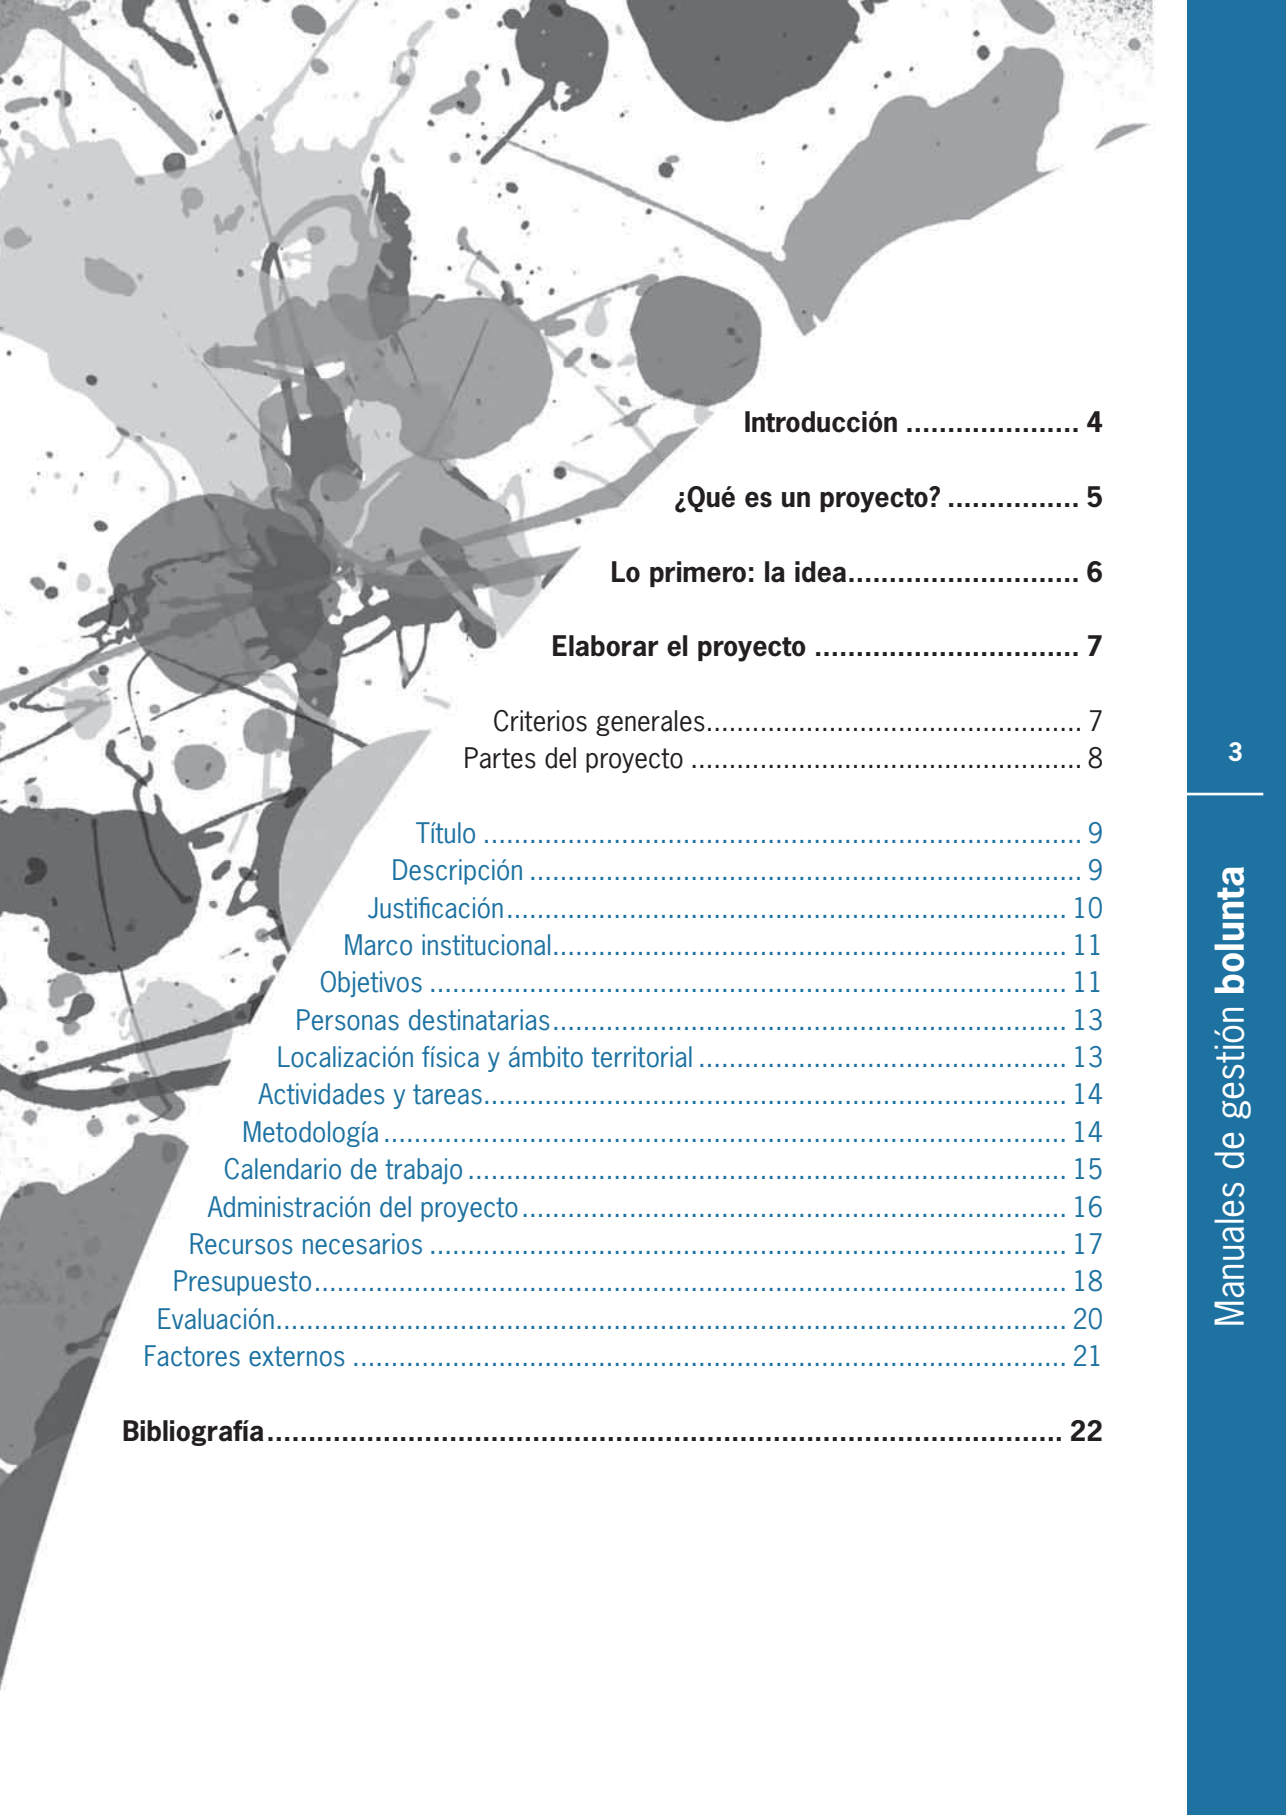 Introducción ..................... 4
¿Qué es un proyecto? ................ 5
Lo primero: la idea............................ 6
Elaborar el proyecto ................................ 7
Criterios generales................................................. 7
Partes del proyecto ................................................... 8
Título .............................................................................. 9
Descripción ........................................................................ 9
Justificación......................................................................... 10
Marco institucional................................................................... 11
Objetivos ................................................................................... 11
Personas destinatarias................................................................... 13
Localización física y ámbito territorial ................................................ 13
Actividades y tareas............................................................................ 14
Metodología ......................................................................................... 14
Calendario de trabajo .............................................................................. 15
Administración del proyecto....................................................................... 16
Recursos necesarios ................................................................................... 17
Presupuesto.................................................................................................. 18
Evaluación....................................................................................................... 20
Factores externos ............................................................................................. 21
Bibliografía................................................................................................ 22
3
Manuales de gestión bolunta